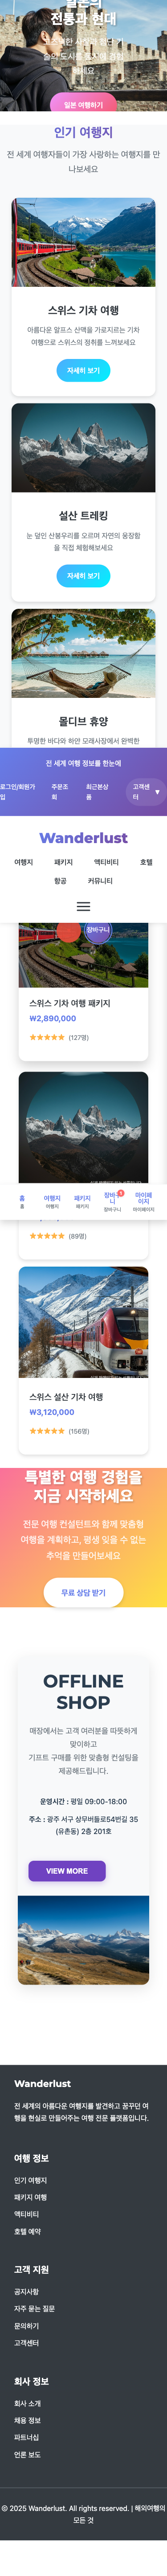 일본의
전통과 현대
인기 여행지
전 세계 여행자들이 가장 사랑하는 여행지를 만
나보세요
일본 여행하기
스위스 기차 여행
아름다운 알프스 산맥을 가로지르는 기차
여행으로 스위스의 정취를 느껴보세요
자세히 보기
설산 트레킹
눈 덮인 산봉우리를 오르며 자연의 웅장함
을 직접 체험해보세요
자세히 보기
몰디브 휴양
투명한 바다와 하얀 모래사장에서 완벽한
전 세계 여행 정보를 한눈에
로그인/회원가
입
주문조
회
최근본상
품
고객센
터
▼
Wanderlust
여행지 패키지 액티비티 호텔
항공 커뮤니티
장바구니
스위스 기차 여행 패키지
₩2,890,000
★★★★★ (127명)
홈
홈
여행지
여행지
패키지
패키지
장바구
니
장바구니
마이페
이지
마이페이지
★★★★★ (89명)
스위스 설산 기차 여행
₩3,120,000
★★★★★ (156명)
특별한 여행 경험을
지금 시작하세요
전문 여행 컨설턴트와 함께 맞춤형
여행을 계획하고, 평생 잊을 수 없는
추억을 만들어보세요
무료 상담 받기
OFFLINE
SHOP
매장에서는 고객 여러분을 따뜻하게
맞이하고
기프트 구매를 위한 맞춤형 컨설팅을
제공해드립니다.
운영시간 : 평일 09:00-18:00
주소 : 광주 서구 상무버들로54번길 35
(유촌동) 2층 201호
VIEW MORE
Wanderlust
전 세계의 아름다운 여행지를 발견하고 꿈꾸던 여
행을 현실로 만들어주는 여행 전문 플랫폼입니다.
여행 정보
인기 여행지
패키지 여행
액티비티
호텔 예약
고객 지원
공지사항
자주 묻는 질문
문의하기
고객센터
회사 정보
회사 소개
채용 정보
파트너십
언론 보도
© 2025 Wanderlust. All rights reserved. | 해외여행의
모든 것